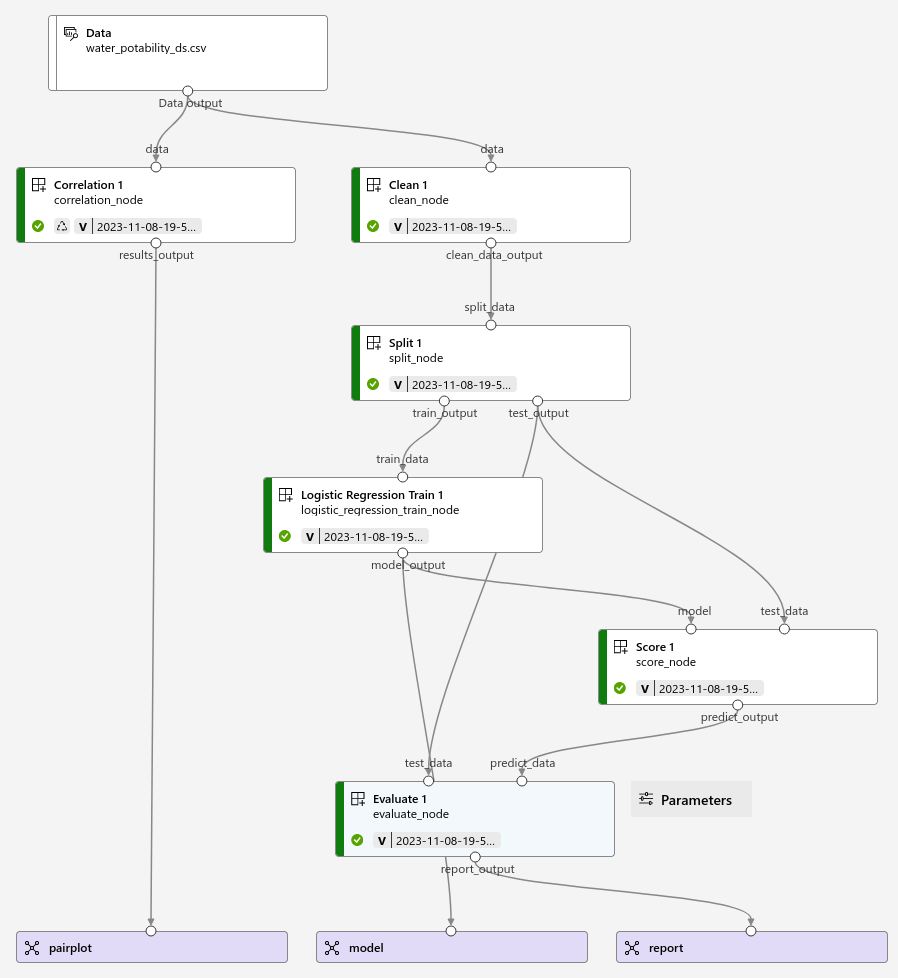 Data
water_potability_ds.csv
Data output
data
data
Correlation 1
correlation_node
V 2023-11-08-19-5...
results_output
Clean 1
clean_node
V 2023-11-08-19-5...
clean_data_output
split_data
Split 1
split_node
V 2023-11-08-19-5...
train_output
test_output
train_data
Logistic Regression Train 1
logistic_regression_train_node
V 2023-11-08-19-5...
model_output
model
test_data
Score 1
score_node
V 2023-11-08-19-5...
predict_output
test_data
predict_data
Evaluate 1
evaluate_node
V 2023-11-08-19-5...
Parameters
report_output
pairplot
model
report